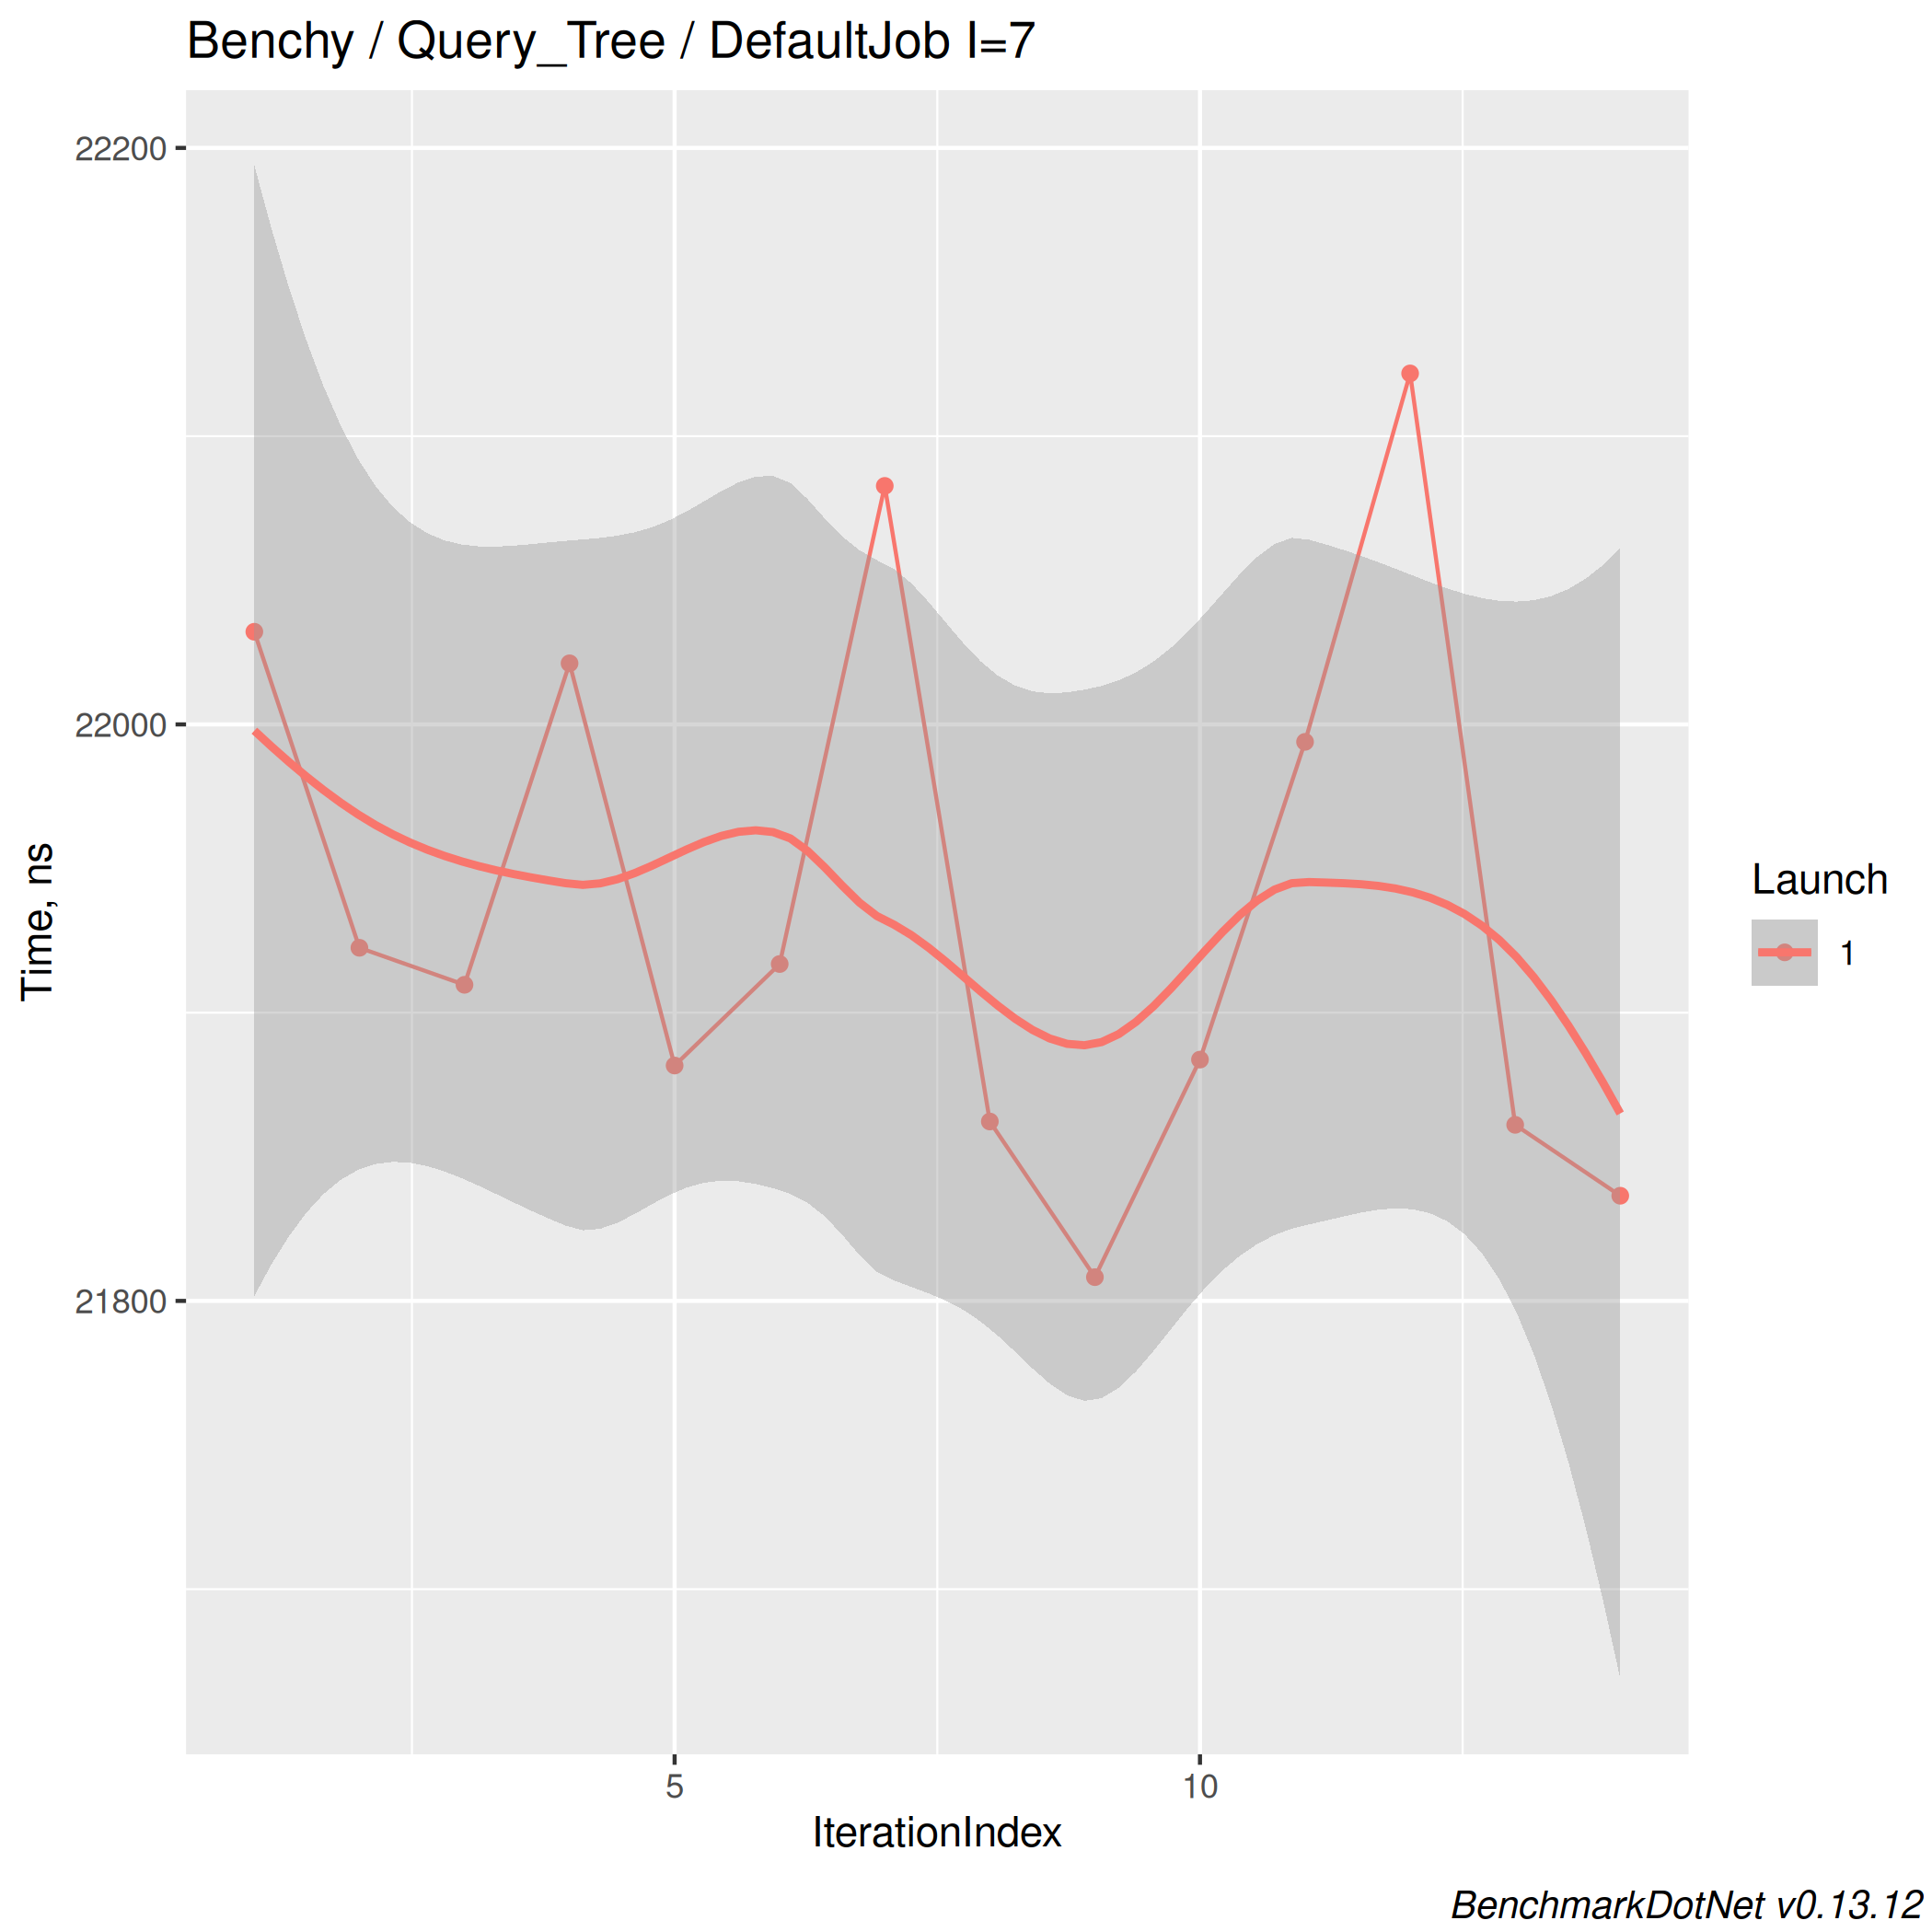 Benchy / Query_Tree / DefaultJob I=7
22200
22000
21800
Time, ns
5
10
IterationIndex
Launch
1
BenchmarkDotNet v0.13.12